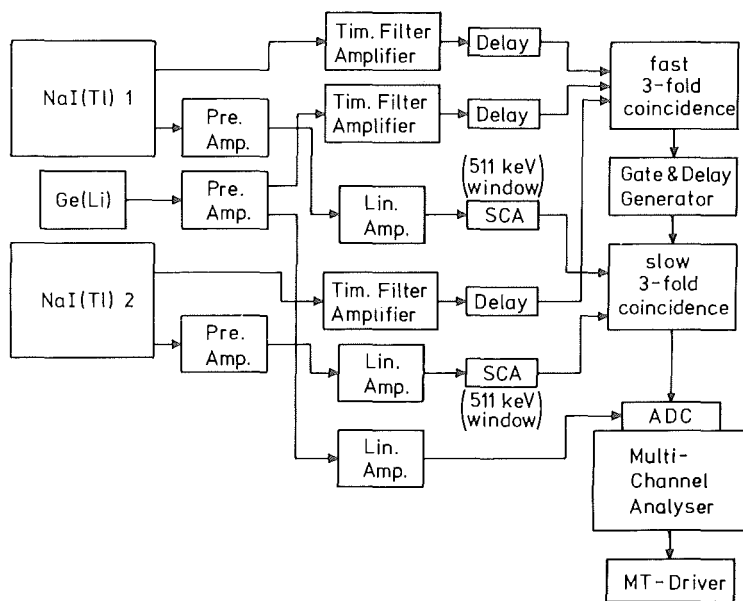 Tim. Filter
Amplifier
Delay
fast
3-fold
coincidence
NaI(Tl) 1
Pre.
Amp.
Tim. Filter
Amplifier
Delay
Ge(Li)
Pre.
Amp.
(511 keV)
window
Lin.
Amp.
SCA
Gate & Delay
Generator
NaI(Tl) 2
Tim. Filter
Amplifier
Delay
slow
3-fold
coincidence
Pre.
Amp.
Lin.
Amp.
SCA
(511 keV)
window
Lin.
Amp.
ADC
Multi-
Channel
Analyser
MT-Driver